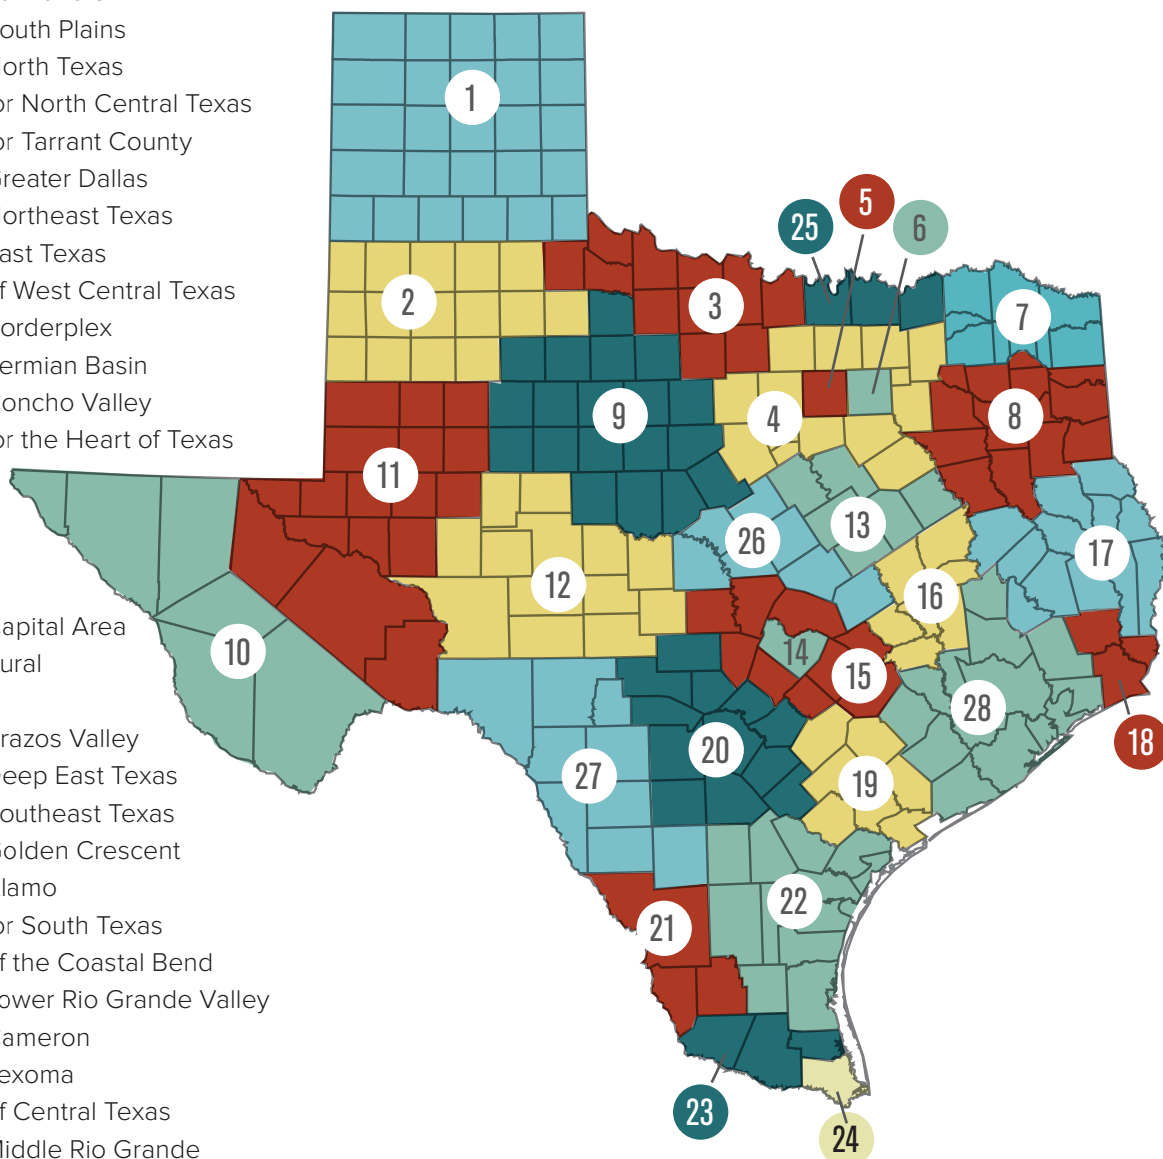 outh Plains
orth Texas
or North Central Texas
or Tarrant County
reater Dallas
ortheast Texas
ast Texas
f West Central Texas
orderplex
ermian Basin
oncho Valley
or the Heart of Texas
apital Area
ural
razos Valley
eep East Texas
outheast Texas
olden Crescent
lamo
or South Texas
f the Coastal Bend
ower Rio Grande Valley
ameron
exoma
f Central Texas
iddle Rio Grande
1
5
25
6
2
3
7
9
4
8
11
13
26
17
12
16
10
14
15
28
18
20
27
19
22
21
23
24